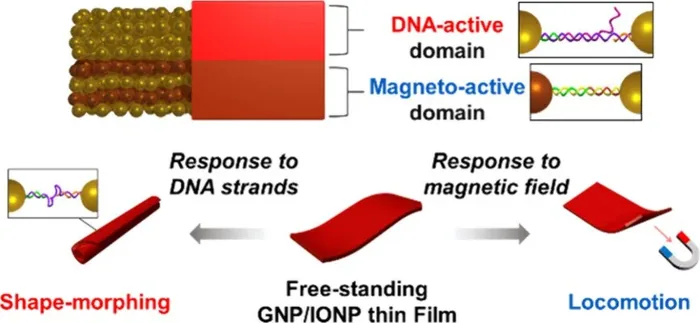 DNA-active
domain
Magneto-active
domain
Response to
DNA strands
Response to
magnetic field
Shape-morphing
Free-standing
GNP/IONP thin Film
Locomotion